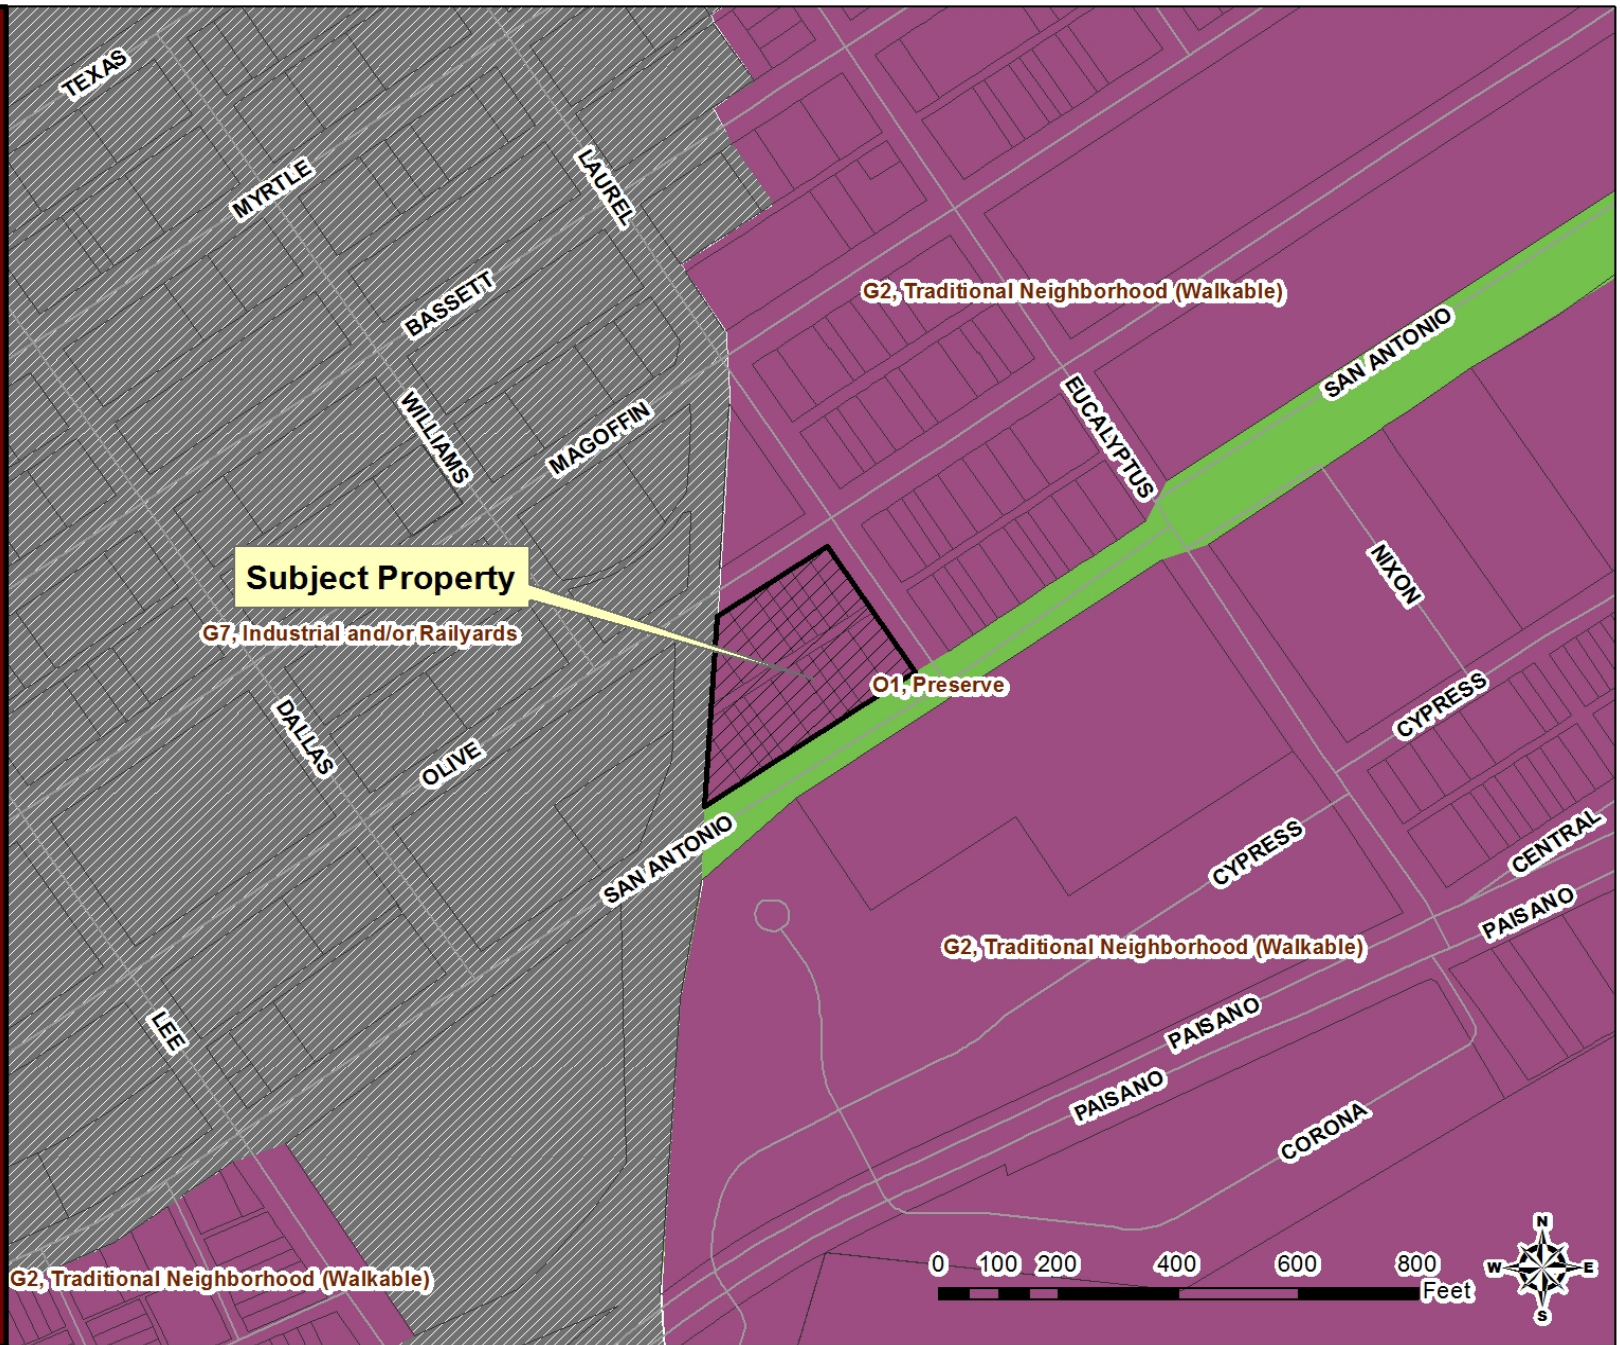 TEXAS
MYRTLE
LAUREL
BASSETT
G2, Traditional Neighborhood (Walkable)
SAN ANTONIO
WILLIAMS
MAGOFFIN
EUCALYPTUS
NIXON
Subject Property
G7, Industrial and/or Railyards
O1, Preserve
DALLAS
OLIVE
CYPRESS
SAN ANTONIO
CYPRESS
CENTRAL
PAISANO
G2, Traditional Neighborhood (Walkable)
LEE
PAISANO
PAISANO
CORONA
G2, Traditional Neighborhood (Walkable)
0 100 200 400 600 800
Feet
N
W E
S